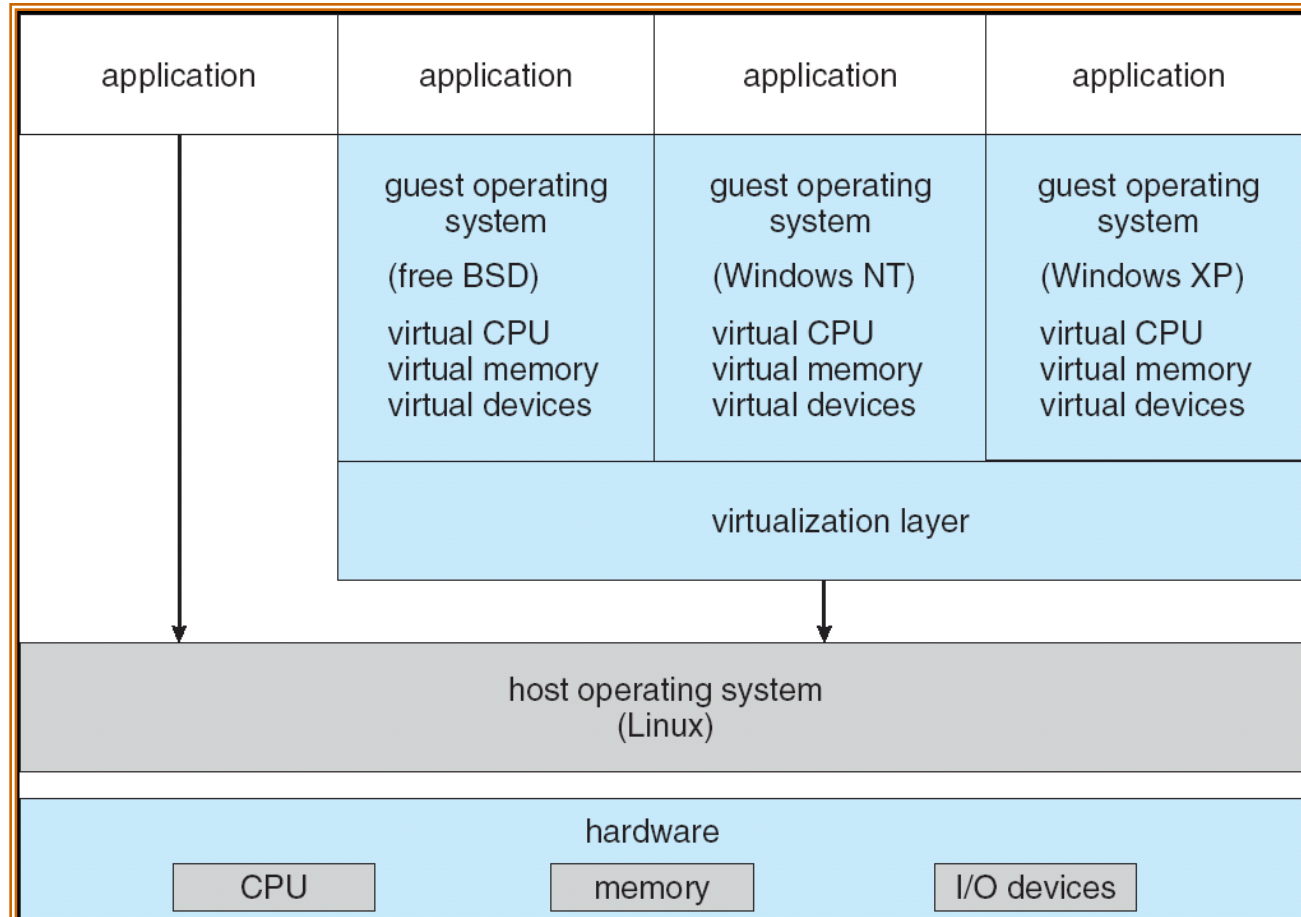 application
application
application
application
guest operating
system
(free BSD)
virtual CPU
virtual memory
virtual devices
guest operating
system
(Windows NT)
virtual CPU
virtual memory
virtual devices
guest operating
system
(Windows XP)
virtual CPU
virtual memory
virtual devices
virtualization layer
host operating system
(Linux)
hardware
CPU
memory
I/O devices